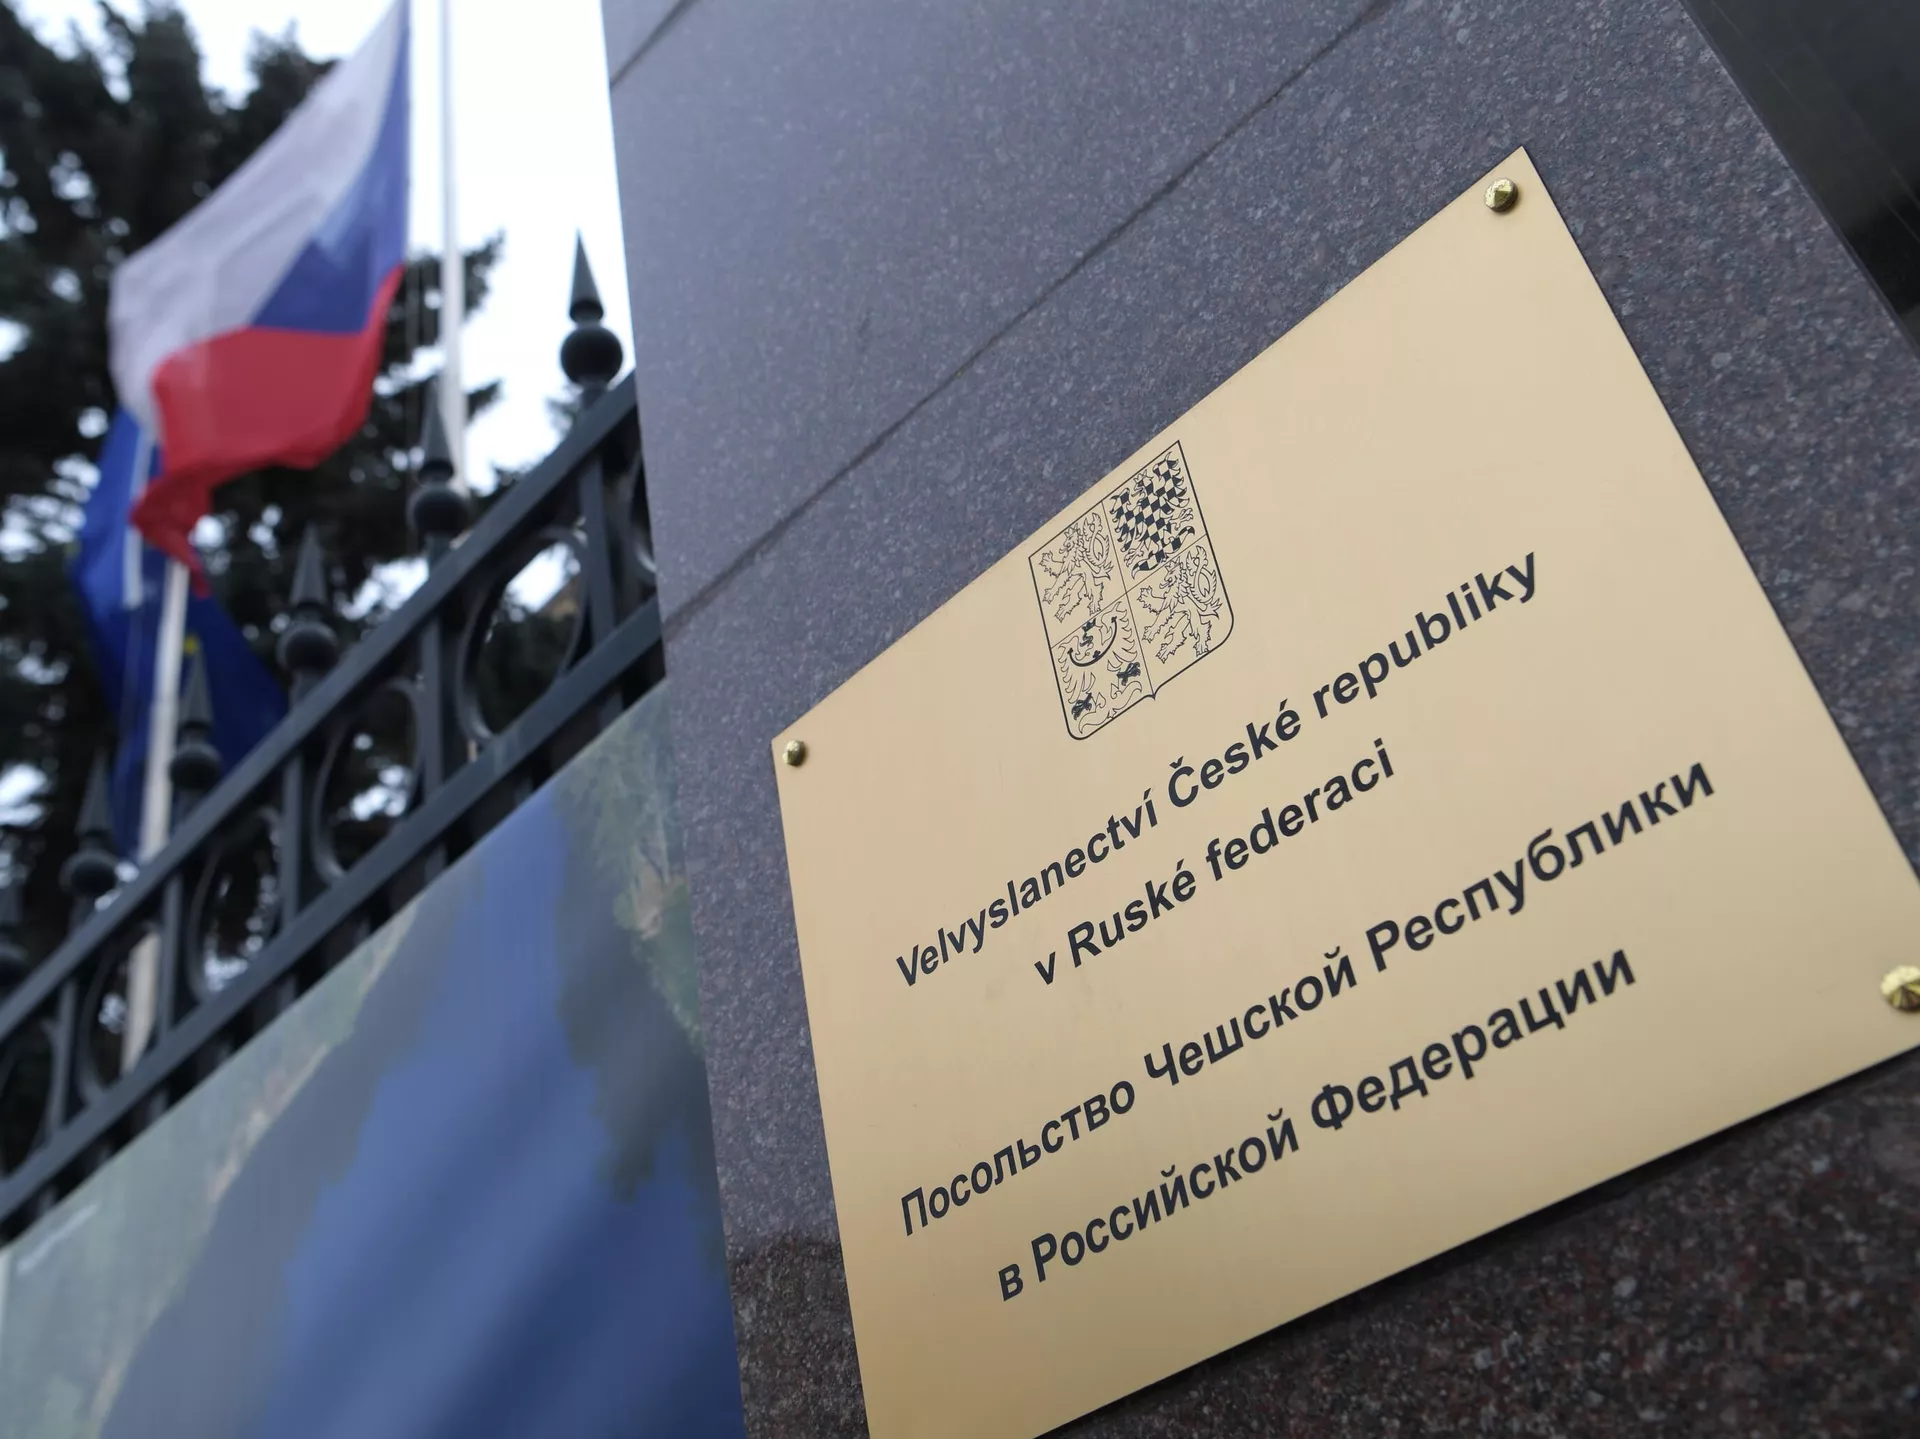 Velvyslanectví České republiky
v Ruské federaci
Посольство Чешской Республики
в Российской Федерации